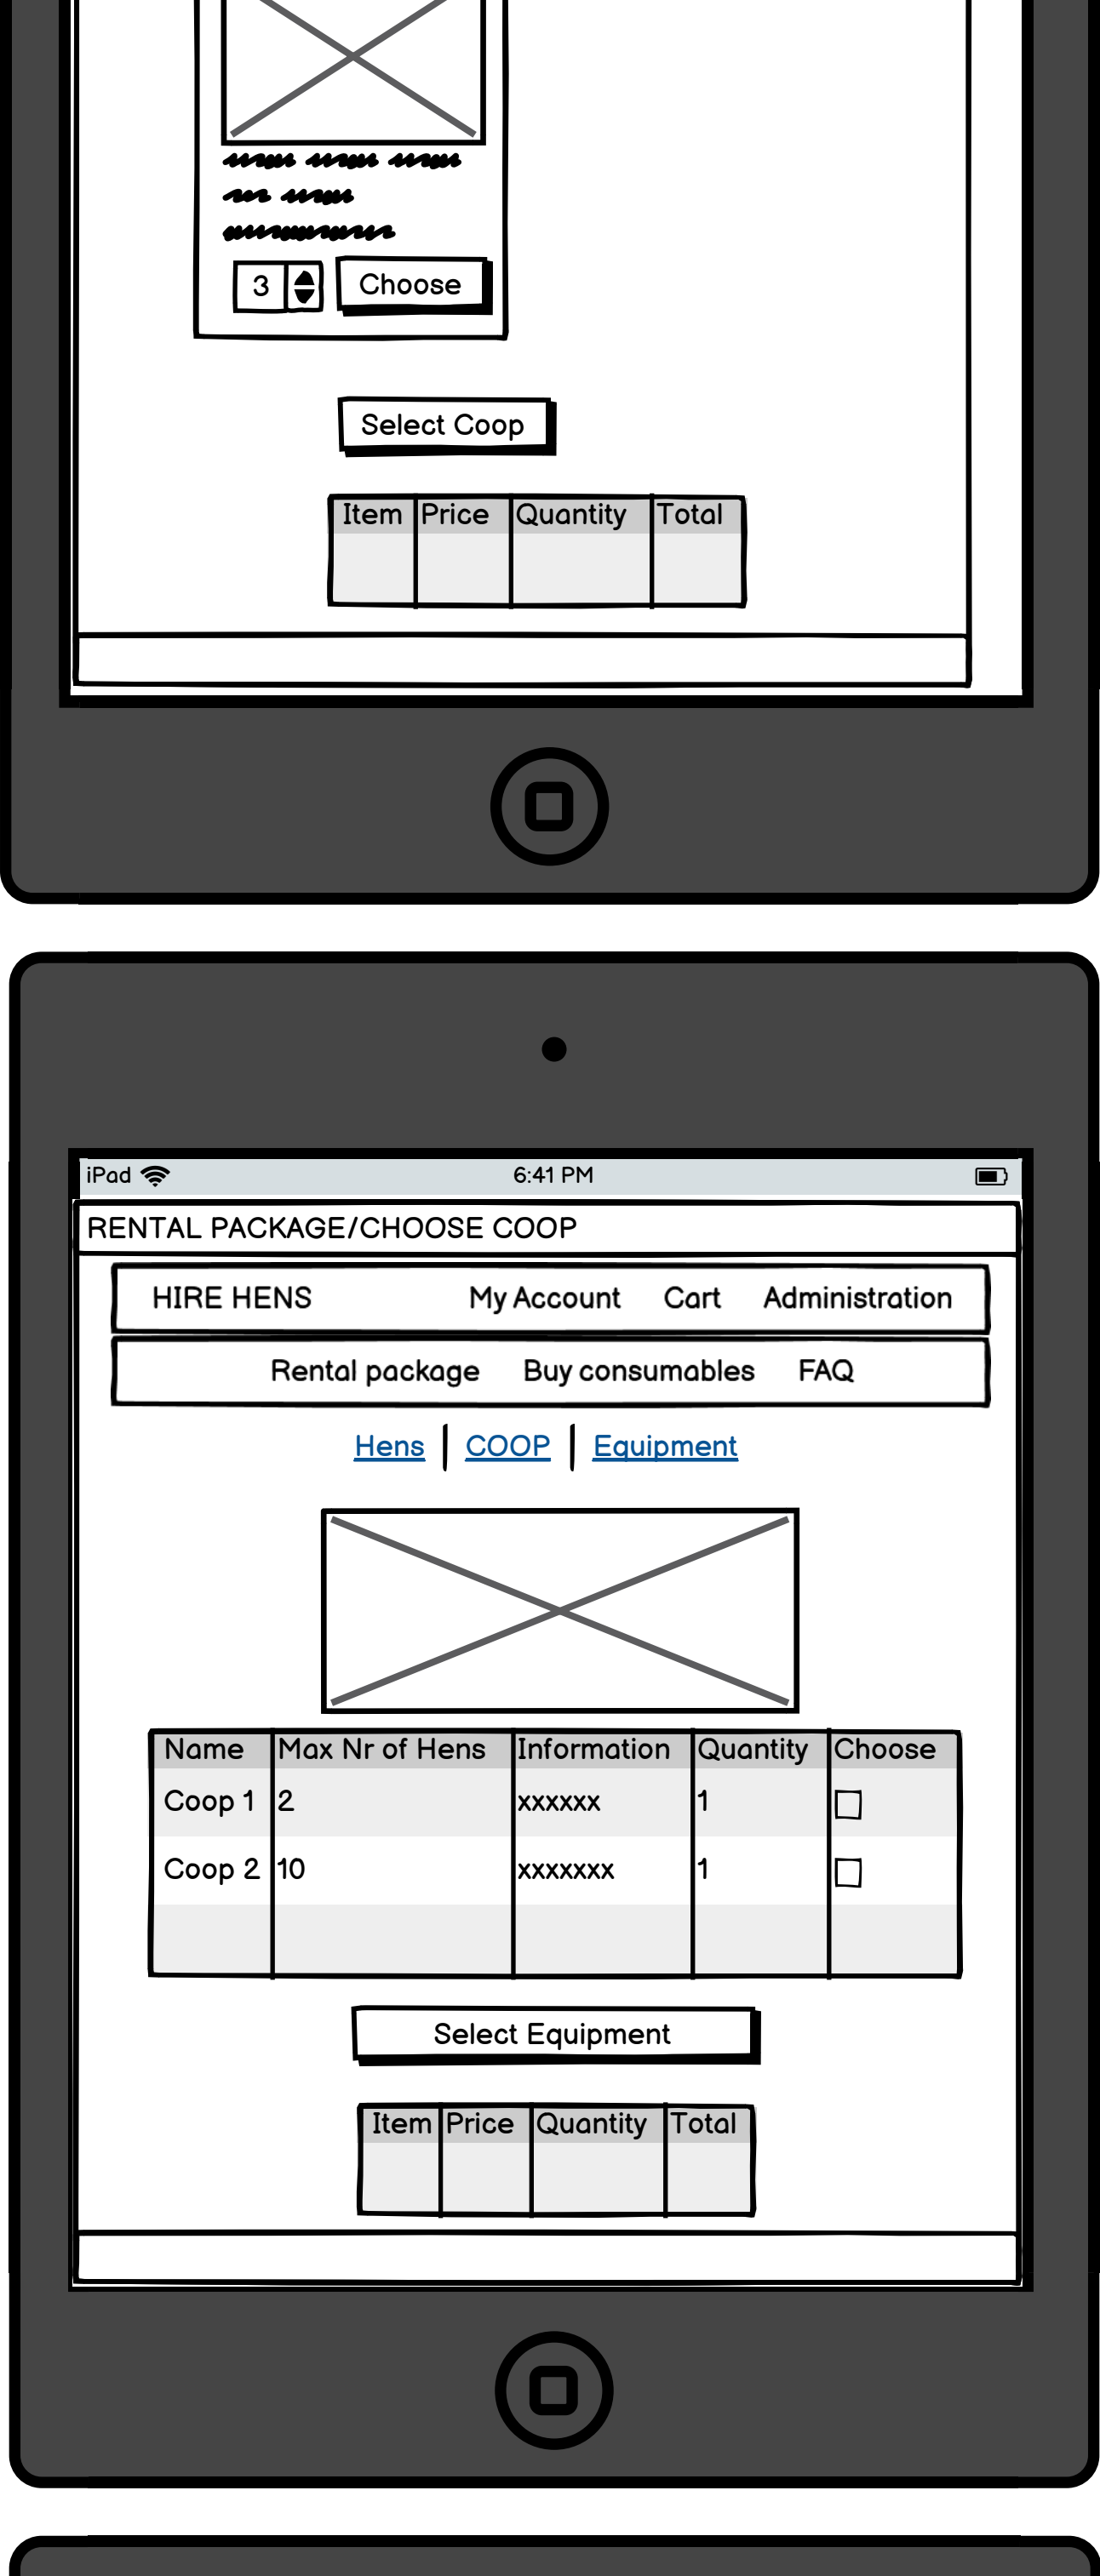 3 Choose
Select Coop
Item Price Quantity Total
iPad 6:41 PM
RENTAL PACKAGE/CHOOSE COOP
HIRE HENS My Account Cart Administration
Rental package Buy consumables FAQ
Hens COOP Equipment
Name Max Nr of Hens Information Quantity Choose
Coop 1 2 xxxxxx 1
Coop 2 10 xxxxxxx 1
Select Equipment
Item Price Quantity Total